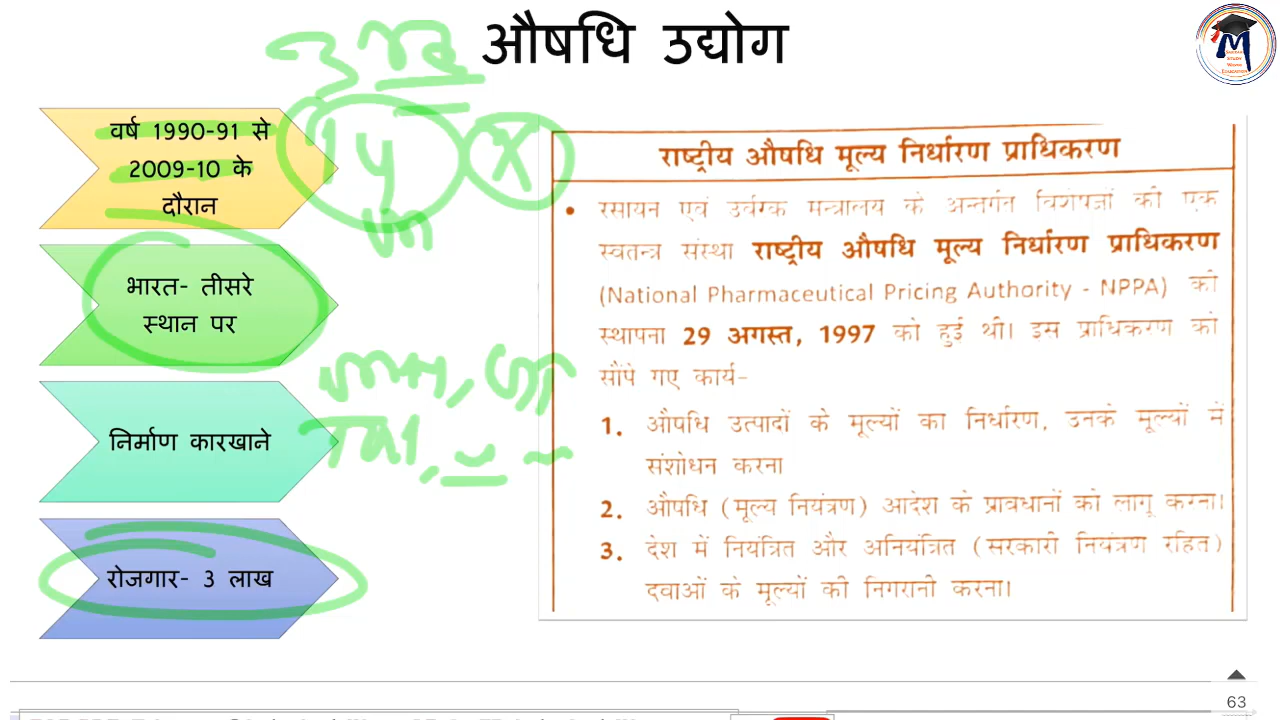 औषधि उद्योग
वर्ष 1990-91 से
2009-10 के
दौरान
भारत- तीसरे
स्थान पर
निर्माण कारखाने
रोजगार- 3 लाख
राष्ट्रीय औषधि मूल्य निर्धारण प्राधिकरण
• रसायन एवं उर्वरक मन्त्रालय के अन्तर्गत विशेषज्ञों की एक
स्वतन्त्र संस्था राष्ट्रीय औषधि मूल्य निर्धारण प्राधिकरण
(National Pharmaceutical Pricing Authority - NPPA) की
स्थापना 29 अगस्त, 1997 को हुई थी। इस प्राधिकरण को
सौंपे गए कार्य-
1. औषधि उत्पादों के मूल्यों का निर्धारण, उनके मूल्यों में
संशोधन करना
2. औषधि (मूल्य नियंत्रण) आदेश के प्रावधानों को लागू करना।
3. देश में नियंत्रित और अनियंत्रित (सरकारी नियंत्रण रहित)
दवाओं के मूल्यों की निगरानी करना।
63